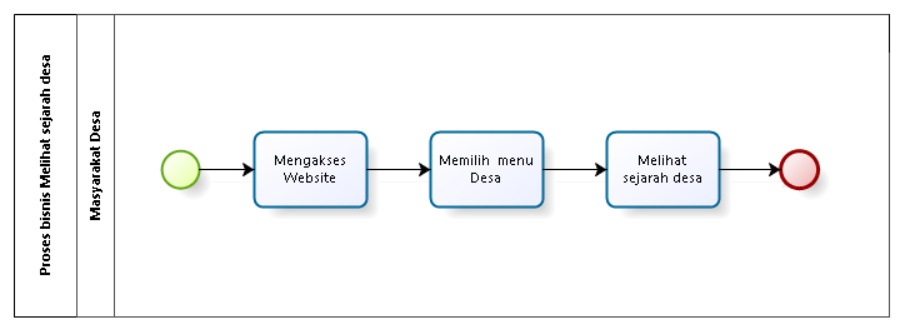 Proses bisnis Melihat sejarah desa
Masyarakat Desa
Mengakses
Website
Memilih menu
Desa
Melihat
sejarah desa